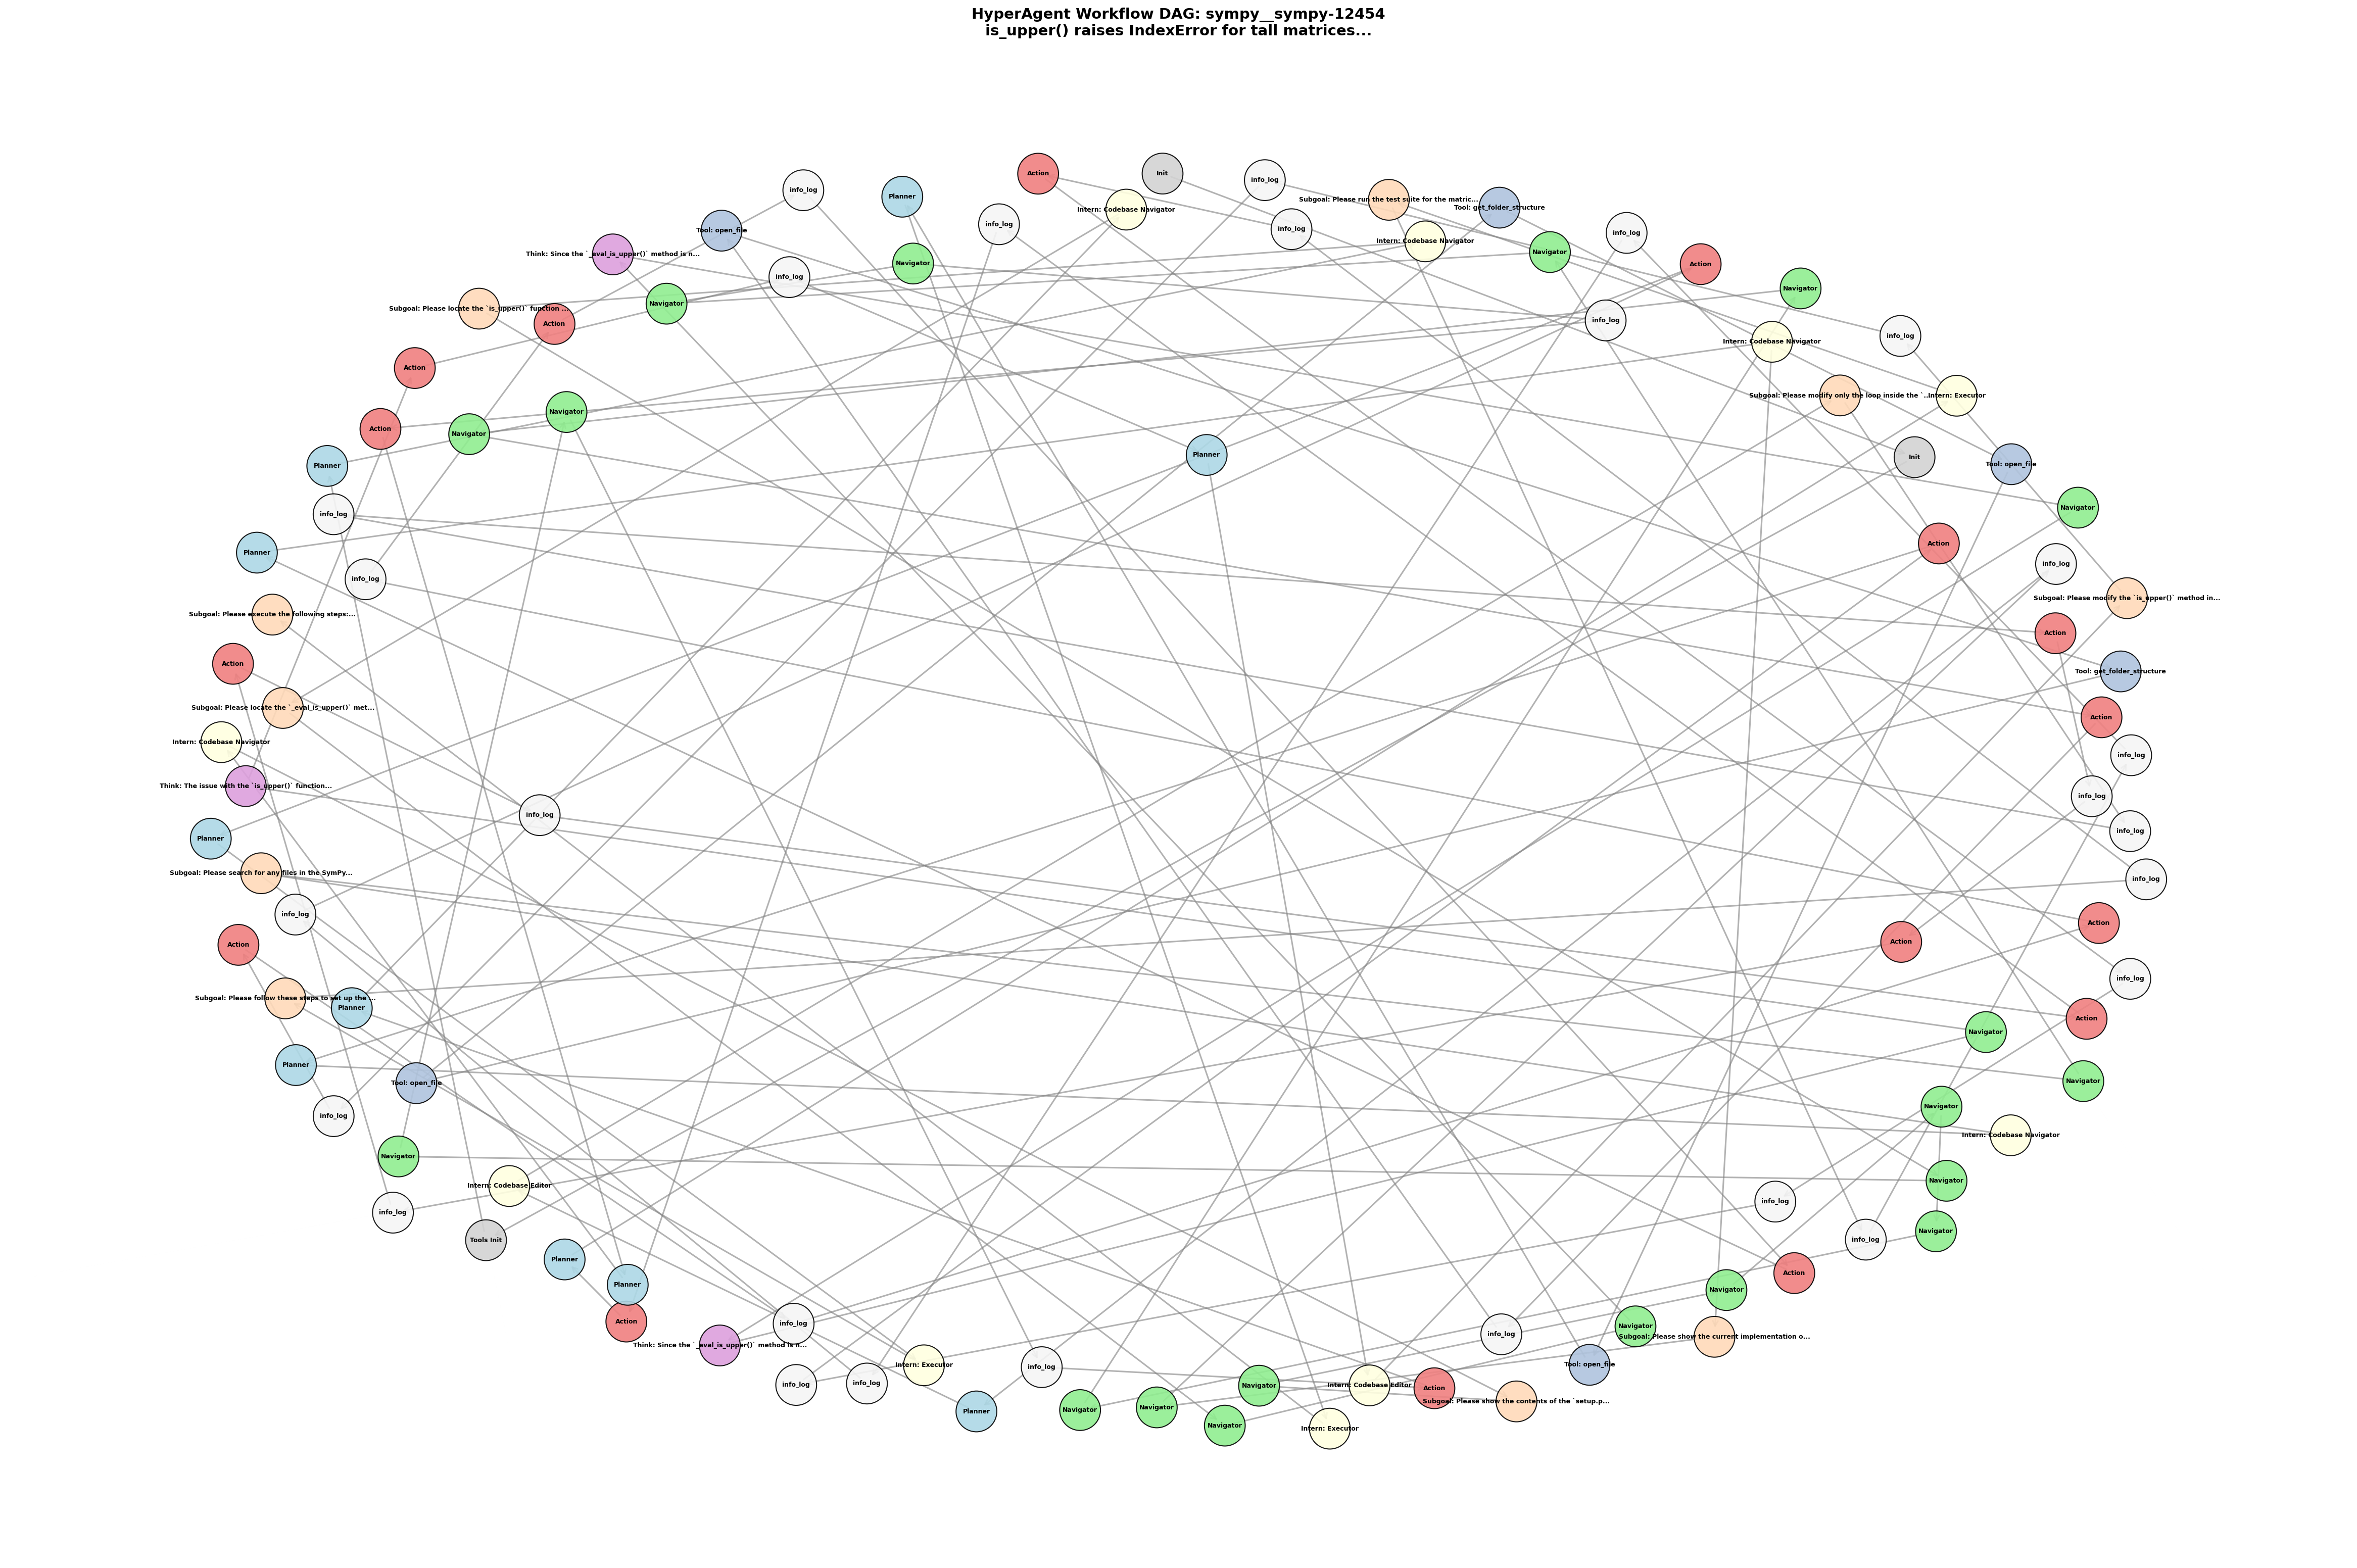 HyperAgent Workflow DAG: sympy__sympy-12454
is_upper() raises IndexError for tall matrices...
Action
Init
info_log
info_log
Planner
Subgoal: Please run the test suite for the matric...
Tool: get_folder_structure
Intern: Codebase Navigator
info_log
info_log
Tool: open_file
info_log
Intern: Codebase Navigator
Think: Since the `_eval_is_upper()` method is n...
Navigator
Navigator
Action
info_log
Navigator
Navigator
Subgoal: Please locate the `is_upper()` function ...
info_log
Action
info_log
Intern: Codebase Navigator
Action
Subgoal: Please modify only the loop inside the `...
Intern: Executor
Navigator
Action
Navigator
Planner
Init
Tool: open_file
Planner
Navigator
info_log
Action
Planner
info_log
info_log
Subgoal: Please modify the `is_upper()` method in...
Subgoal: Please execute the following steps:...
Action
Action
Tool: get_folder_structure
Subgoal: Please locate the `_eval_is_upper()` met...
Action
Intern: Codebase Navigator
info_log
Think: The issue with the `is_upper()` function...
info_log
info_log
info_log
Planner
Subgoal: Please search for any files in the SymPy...
info_log
info_log
Action
Action
Action
info_log
Subgoal: Please follow these steps to set up the ...
Planner
Action
Navigator
Planner
Navigator
Tool: open_file
Navigator
info_log
Intern: Codebase Navigator
Navigator
Navigator
Intern: Codebase Editor
info_log
info_log
Navigator
Tools Init
info_log
Planner
Action
Planner
Navigator
Action
info_log
Navigator
info_log
Subgoal: Please show the current implementation o...
Think: Since the `_eval_is_upper()` method is n...
Intern: Executor
info_log
Tool: open_file
info_log
info_log
Navigator
Intern: Codebase Editor
Action
Subgoal: Please show the contents of the `setup.p...
Planner
Navigator
Navigator
Navigator
Intern: Executor